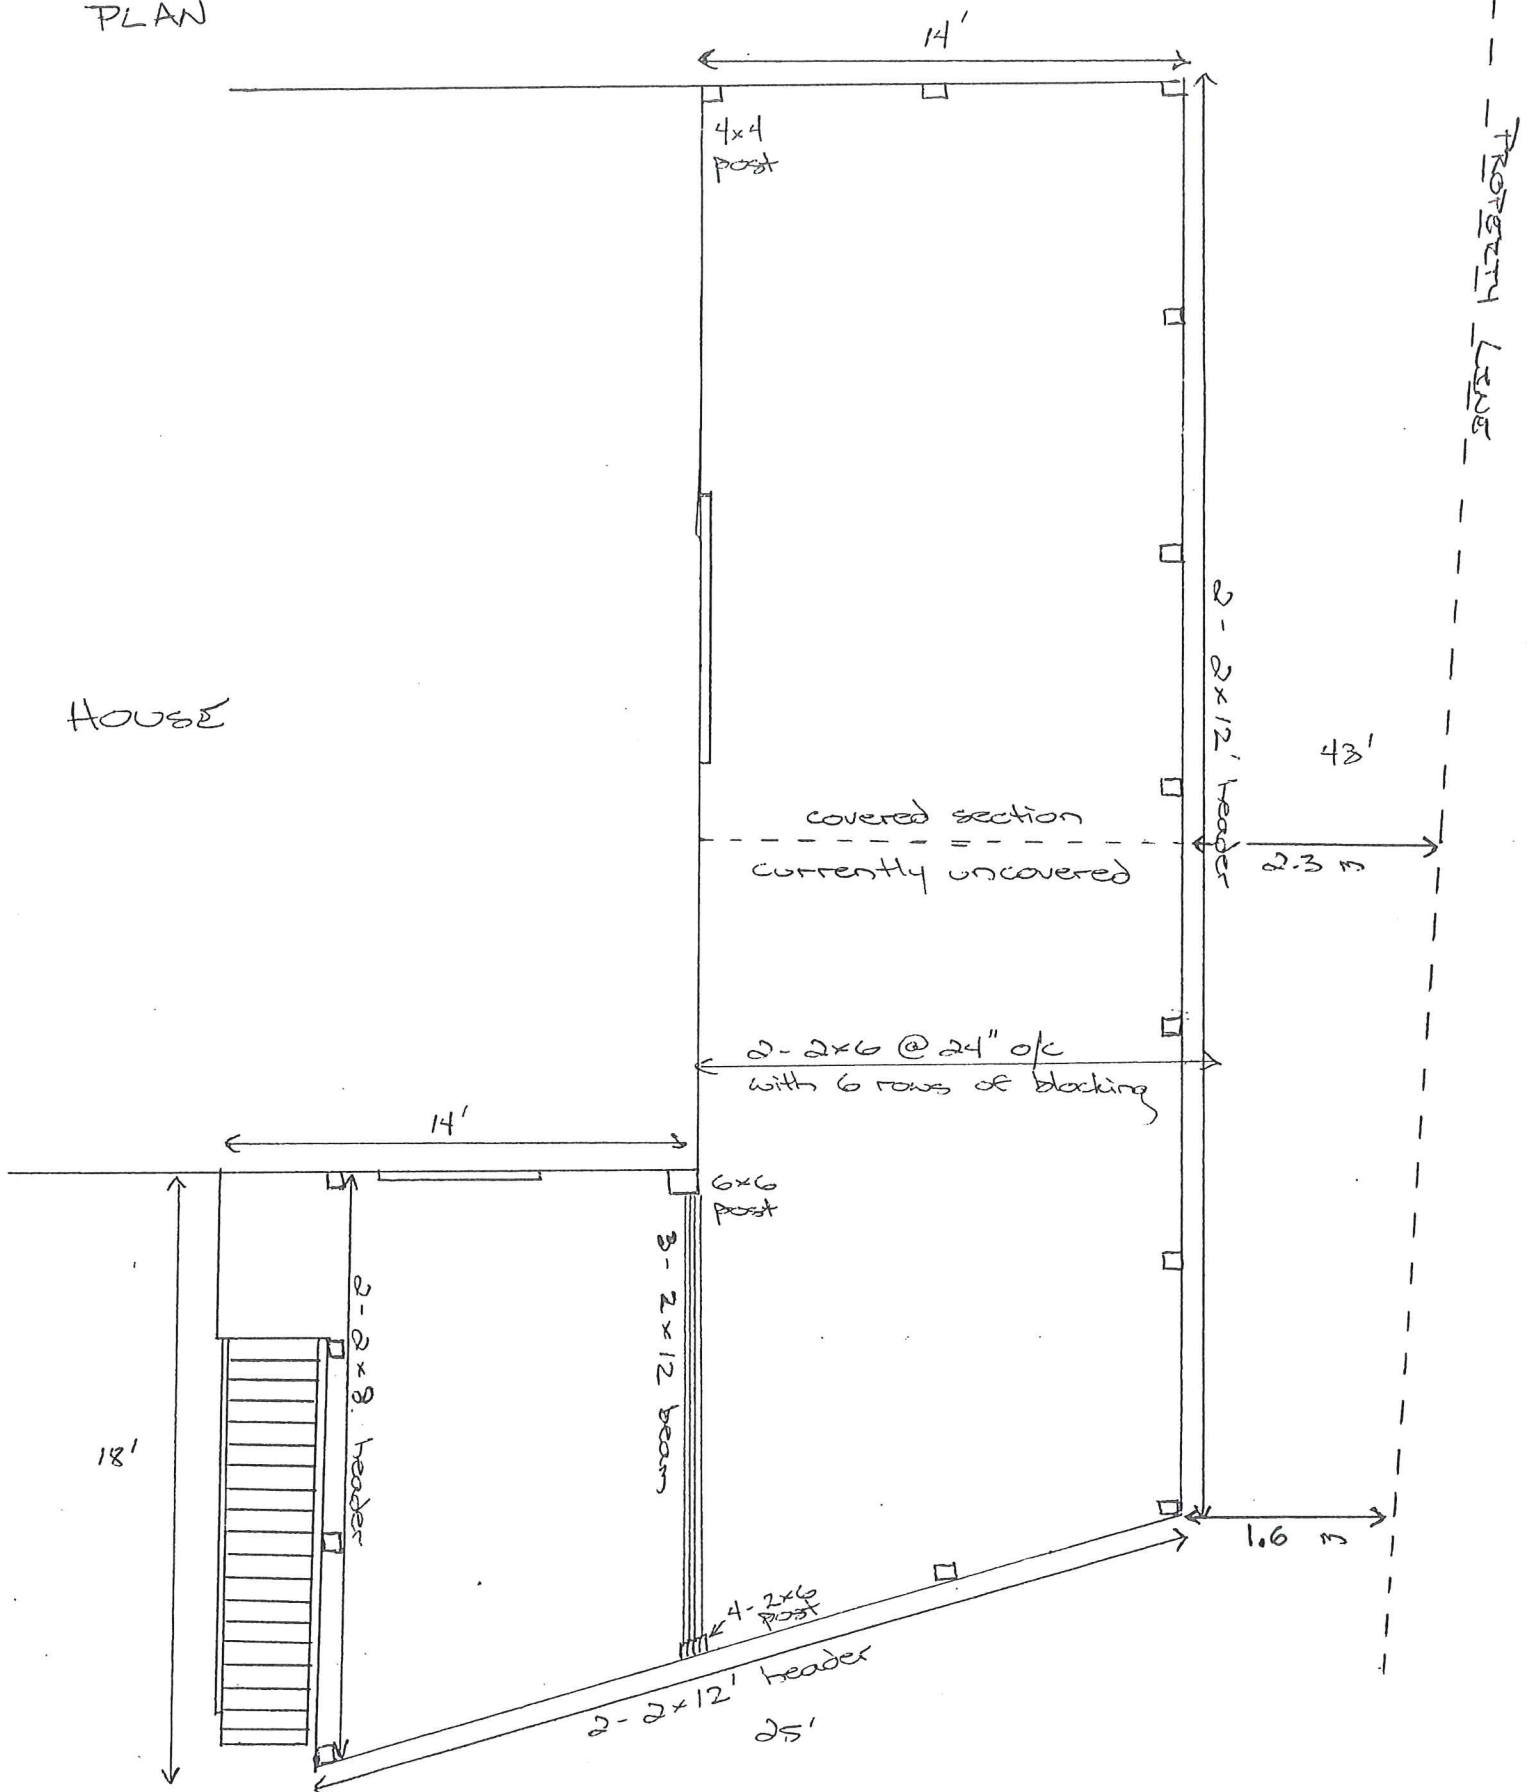 PLAN
14'
4x4
post
PROPERTY LINE
HOUSE
2 - 2x12' header
43'
covered section
currently uncovered
2.3 m
2-2x6 @ 24" o/c
with 6 rows of blocking
14'
6x6
post
3 - 2x12 beam
2-2x8 header
18'
1.6 m
4-2x6
post
2-2x12' header
25'